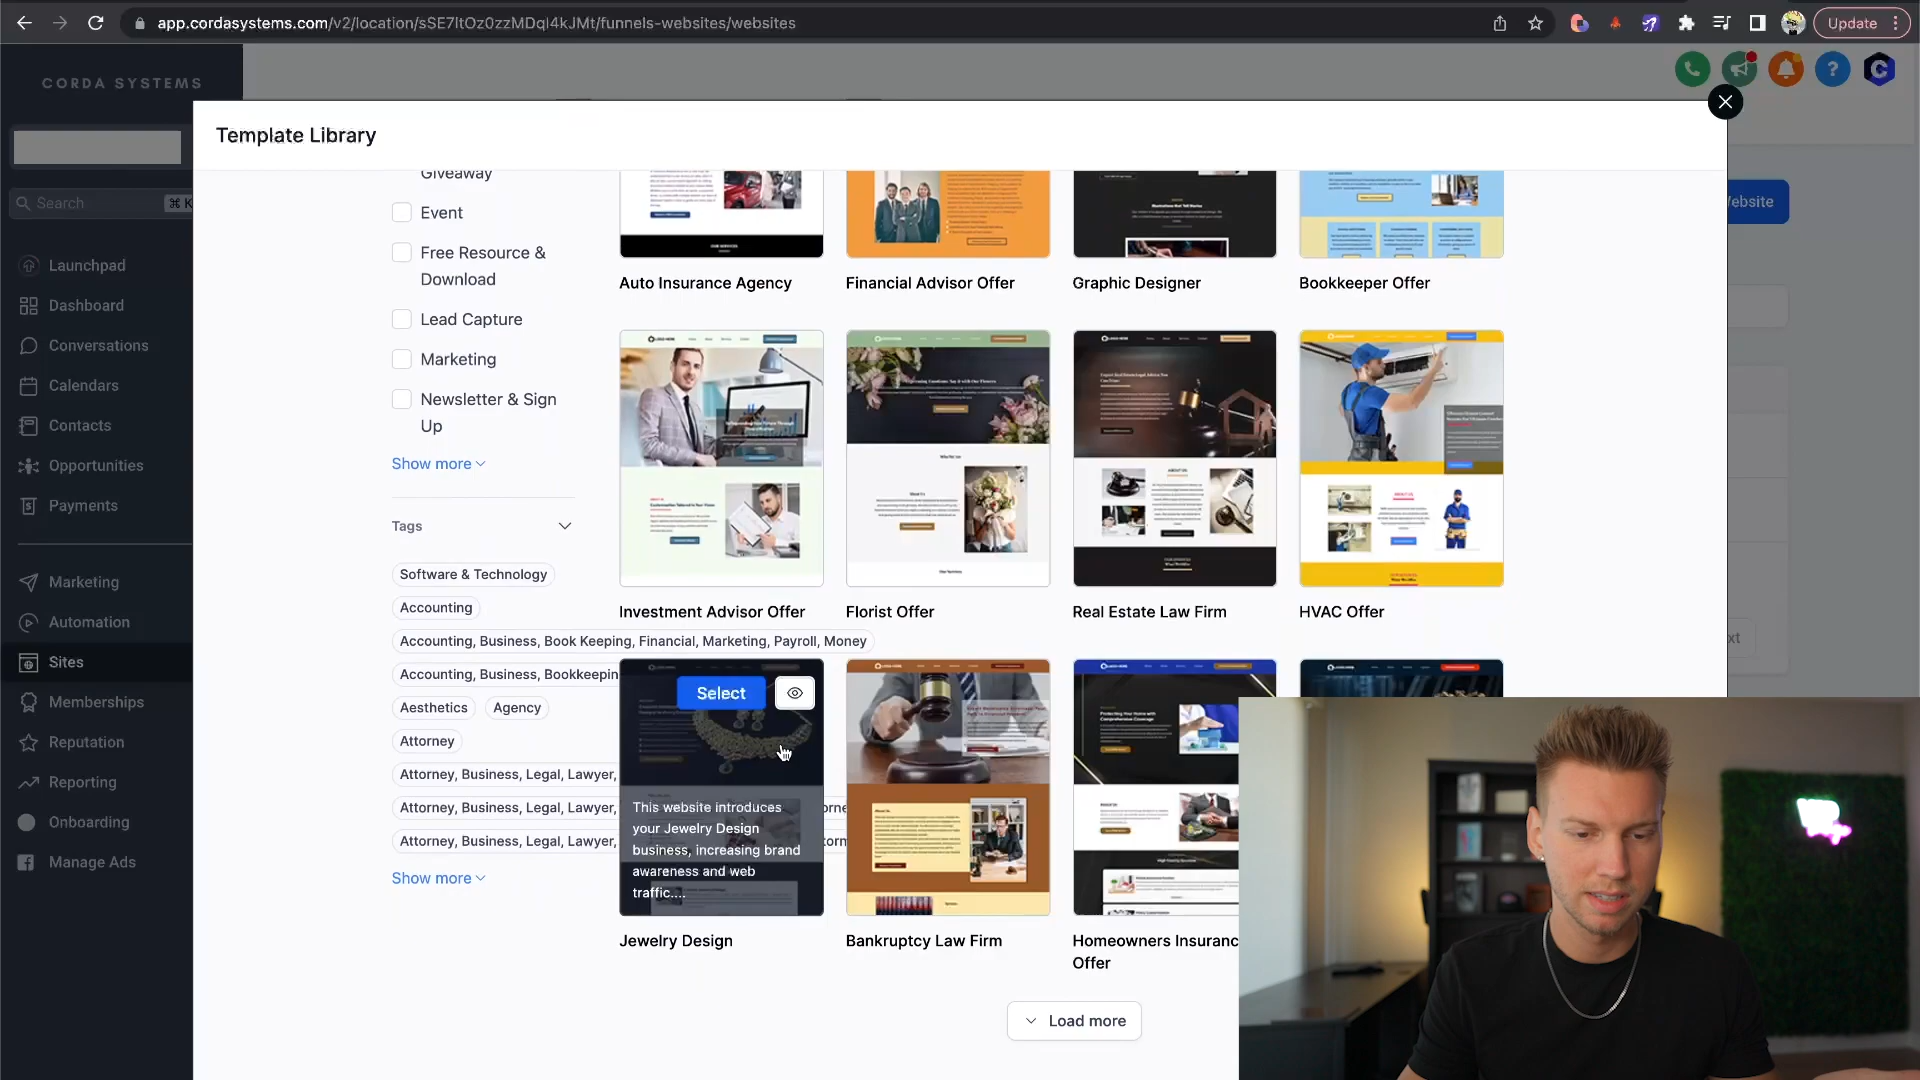 app.cordasystems.com/v2/location/sSE7ltOz0zzMDqI4kJMt/funnels-websites/websites
Update
CORDA SYSTEMS
Search
⌘ K
Launchpad
Dashboard
Conversations
Calendars
Contacts
Opportunities
Payments
Marketing
Automation
Sites
Memberships
Reputation
Reporting
Onboarding
Manage Ads
Template Library
Giveaway
Event
Free Resource &
Download
Lead Capture
Marketing
Newsletter & Sign
Up
Show more
Tags
Software & Technology
Accounting
Accounting, Business, Book Keeping, Financial, Marketing, Payroll, Money
Accounting, Business, Bookkeepin
Aesthetics
Agency
Attorney
Attorney, Business, Legal, Lawyer,
Attorney, Business, Legal, Lawyer,
Attorney, Business, Legal, Lawyer,
Show more
Auto Insurance Agency
Financial Advisor Offer
Graphic Designer
Bookkeeper Offer
Investment Advisor Offer
Florist Offer
Real Estate Law Firm
HVAC Offer
Select
This website introduces
your Jewelry Design
business, increasing brand
awareness and web
traffic....
Jewelry Design
Bankruptcy Law Firm
Homeowners Insuranc
Offer
Load more
ebsite
xt